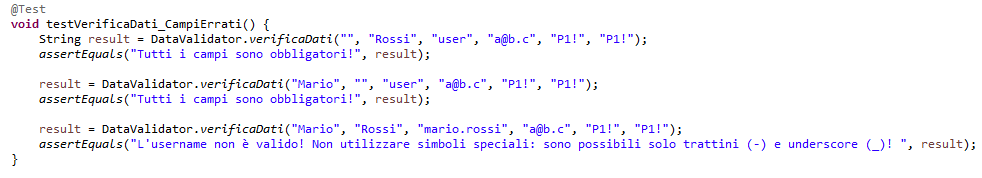 @Test
void testVerificaDati_CampiErrati() {
String result = DataValidator.verificaDati("", "Rossi", "user", "a@b.c", "P1!", "P1!");
assertEquals("Tutti i campi sono obbligatori!", result);
result = DataValidator.verificaDati("Mario", "", "user", "a@b.c", "P1!", "P1!");
assertEquals("Tutti i campi sono obbligatori!", result);
result = DataValidator.verificaDati("Mario", "Rossi", "mario.rossi", "a@b.c", "P1!", "P1!");
assertEquals("L'username non è valido! Non utilizzare simboli speciali: sono possibili solo trattini (-) e underscore (_)! ", result);
}